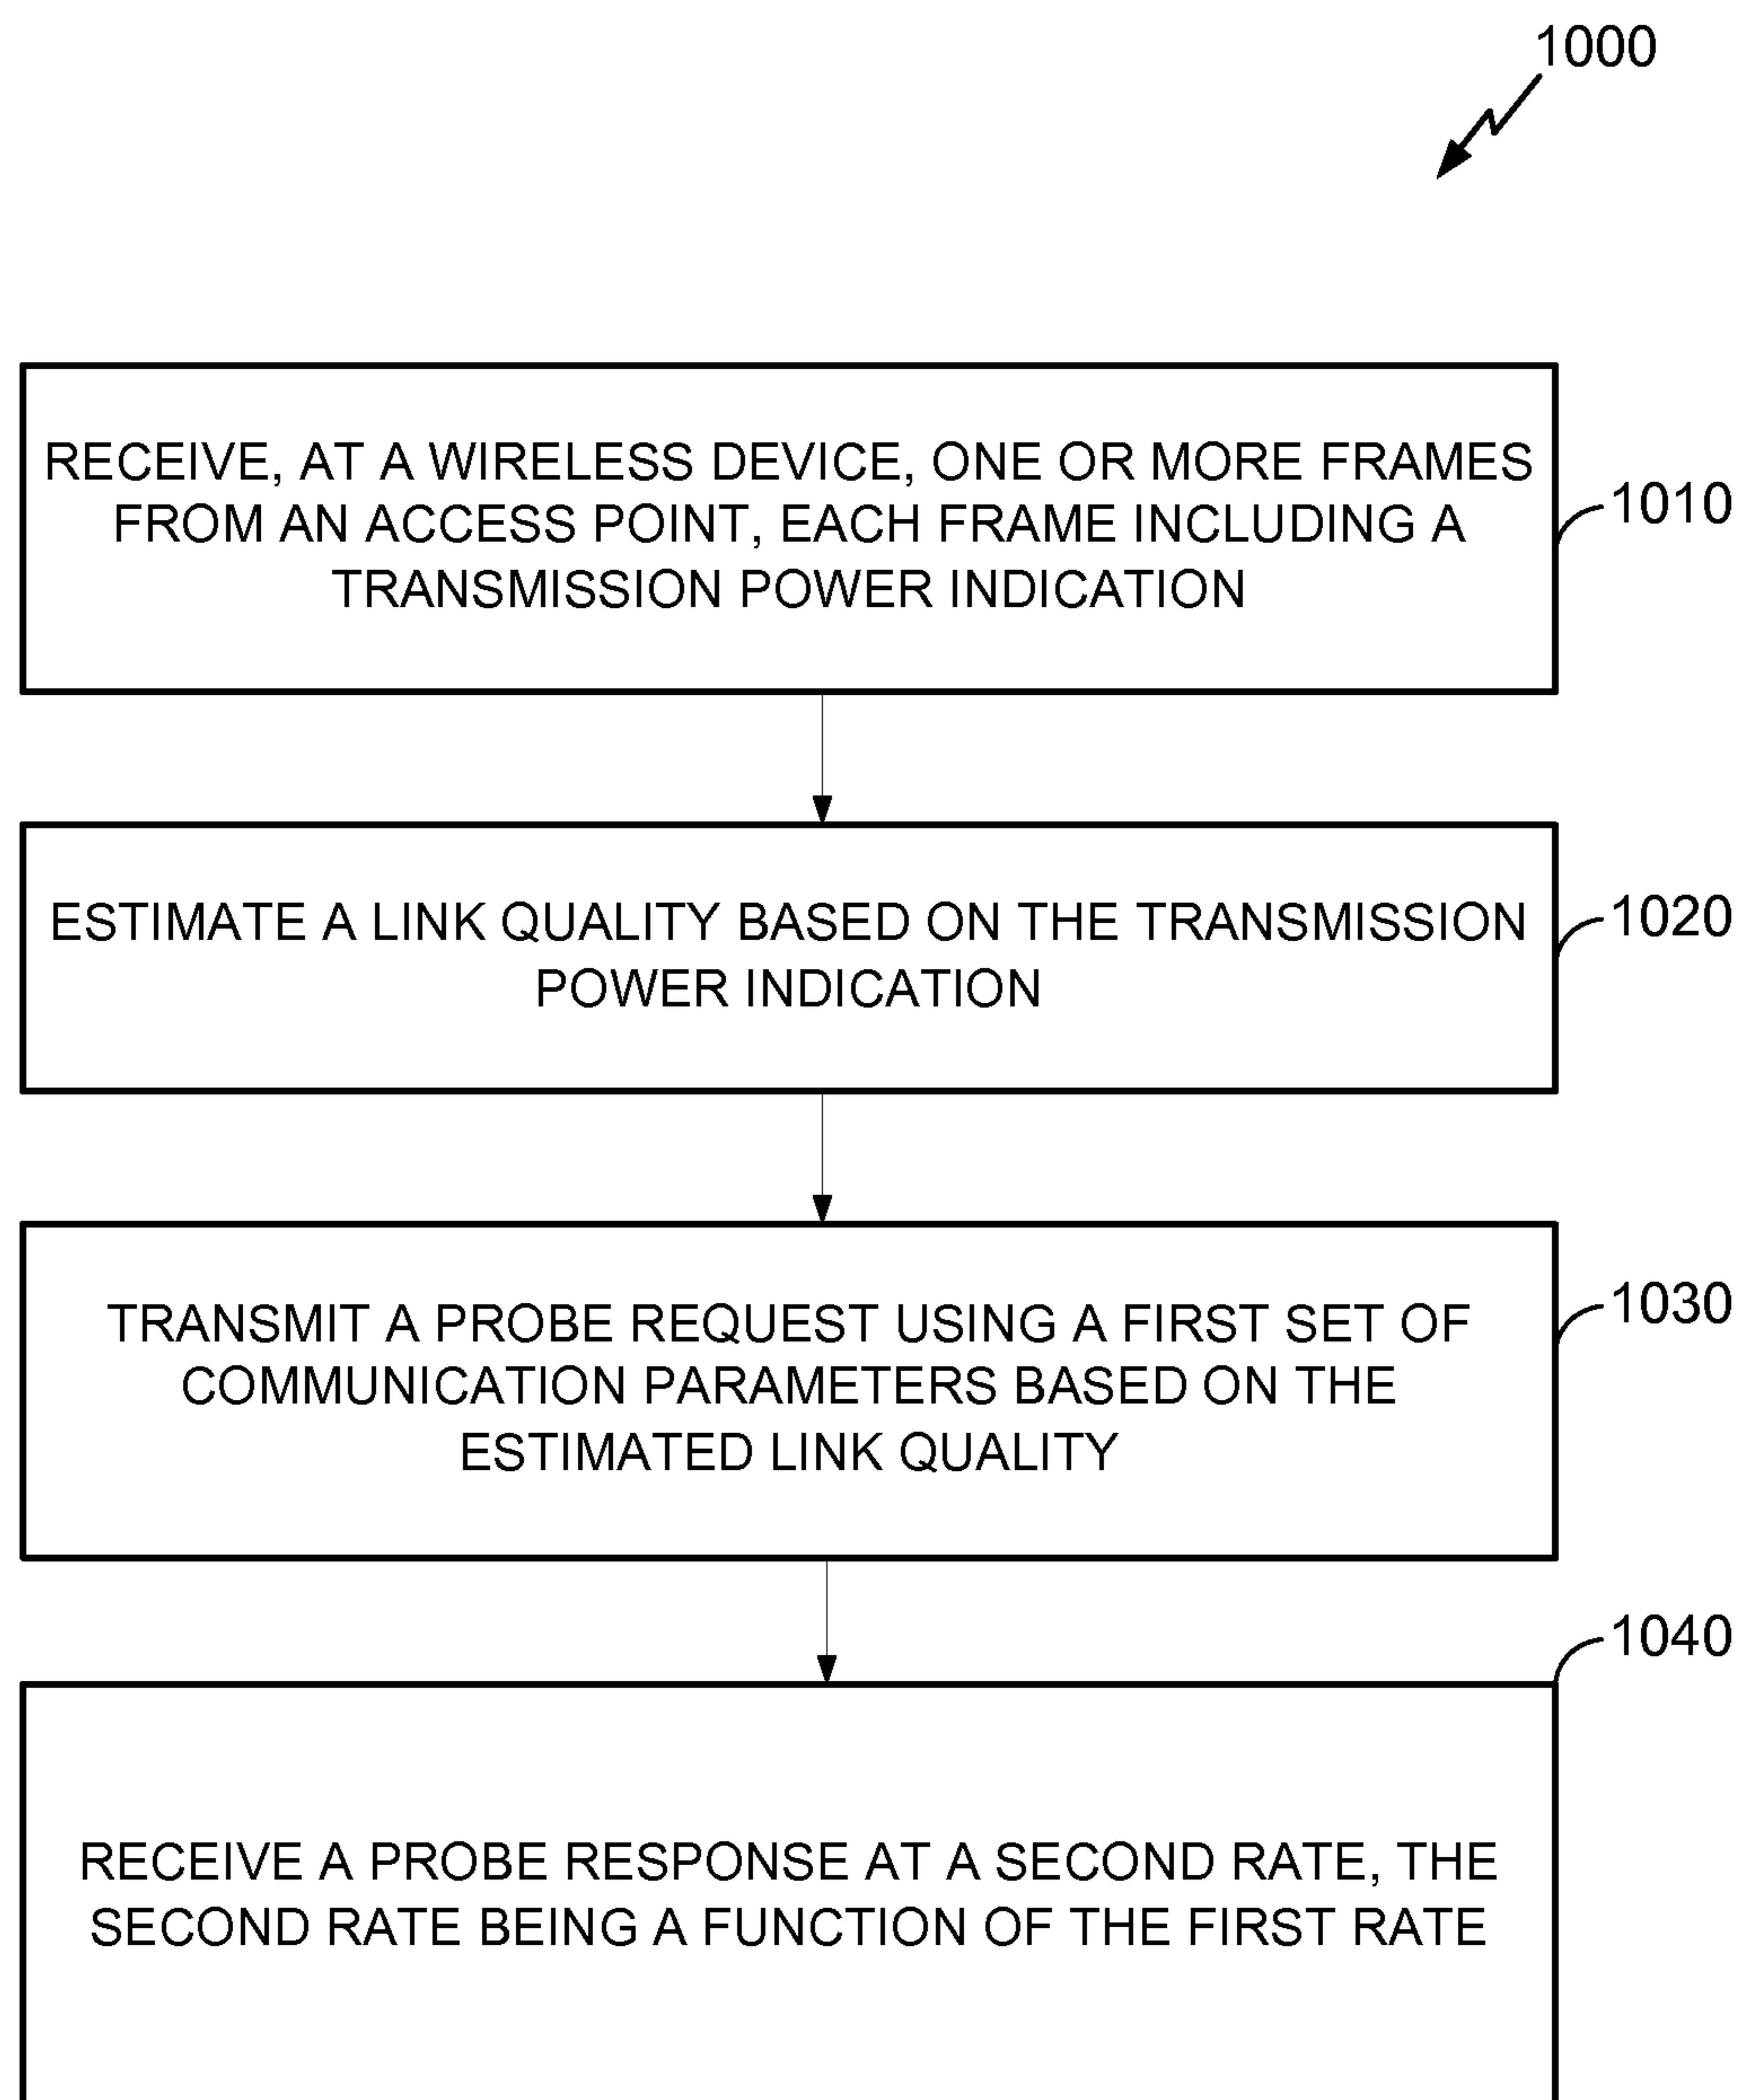 1000
RECEIVE, AT A WIRELESS DEVICE, ONE OR MORE FRAMES
FROM AN ACCESS POINT, EACH FRAME INCLUDING A
TRANSMISSION POWER INDICATION
1010
ESTIMATE A LINK QUALITY BASED ON THE TRANSMISSION
POWER INDICATION
1020
TRANSMIT A PROBE REQUEST USING A FIRST SET OF
COMMUNICATION PARAMETERS BASED ON THE
ESTIMATED LINK QUALITY
1030
1040
RECEIVE A PROBE RESPONSE AT A SECOND RATE, THE
SECOND RATE BEING A FUNCTION OF THE FIRST RATE